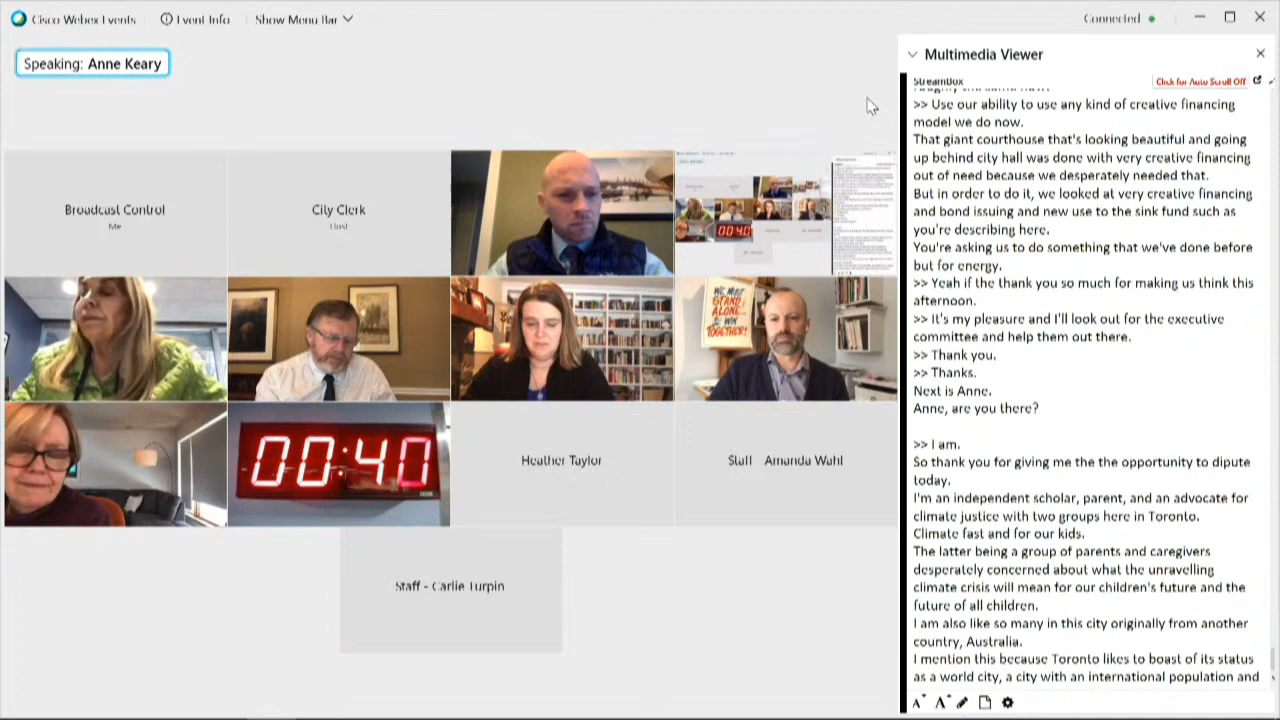 Cisco Webex Events
Event Info
Show Menu Bar
Connected
Speaking: Anne Keary
Broadcast Copy
Me
City Clerk
Host
00:40
WE MUST
STAND
ALONE...
TOGETHER!
00:40
Heather Taylor
Staff Amanda Wahl
Staff - Carlie Turpin
Multimedia Viewer
StreamBox
Click for Auto Scroll Off
>> Use our ability to use any kind of creative financing
model we do now.
That giant courthouse that's looking beautiful and going
up behind city hall was done with very creative financing
out of need because we desperately needed that.
But in order to do it, we looked at very creative financing
and bond issuing and new use to the sink fund such as
you're describing here.
You're asking us to do something that we've done before
but for energy.
>> Yeah if the thank you so much for making us think this
afternoon.
>> It's my pleasure and I'll look out for the executive
committee and help them out there.
>> Thank you.
>> Thanks.
Next is Anne.
Anne, are you there?
>> I am.
So thank you for giving me the the opportunity to dipute
today.
I'm an independent scholar, parent, and an advocate for
climate justice with two groups here in Toronto.
Climate fast and for our kids.
The latter being a group of parents and caregivers
desperately concerned about what the unravelling
climate crisis will mean for our children's future and the
future of all children.
I am also like so many in this city originally from another
country, Australia.
I mention this because Toronto likes to boast of its status
as a world city, a city with an international population and